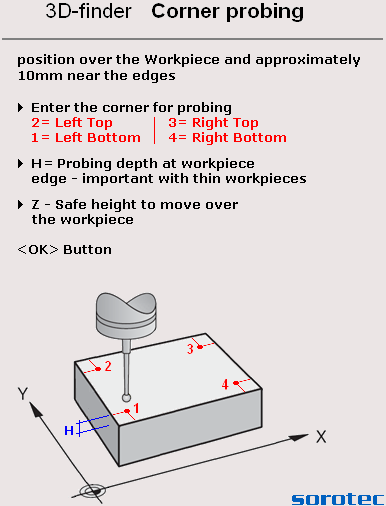 3D-finder Corner probing
position over the Workpiece and approximately
10mm near the edges
Enter the corner for probing
2= Left Top | 3= Right Top
1= Left Bottom | 4= Right Bottom
H= Probing depth at workpiece
edge - important with thin workpieces
Z - Safe height to move over
the workpiece
<OK> Button
3
2
4
1
Y
H
X
sorotec